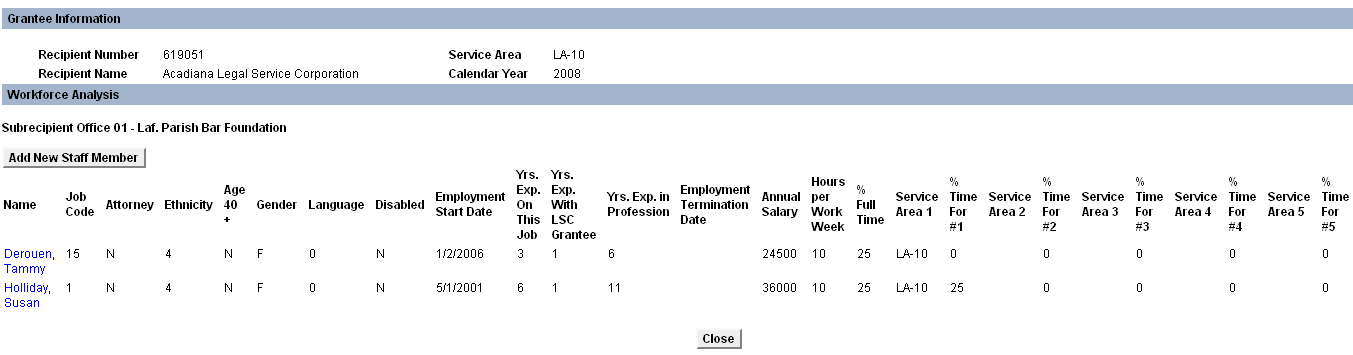 Grantee Information
Recipient Number 619051 Service Area LA-10
Recipient Name Acadiana Legal Service Corporation Calendar Year 2008
Workforce Analysis
Subrecipient Office 01 - Laf. Parish Bar Foundation
Add New Staff Member
Name Job Code Attorney Ethnicity Age 40 + Gender Language Disabled Employment Start Date Yrs. Exp. On This Job Yrs. Exp. With LSC Grantee Yrs. Exp. in Profession Employment Termination Date Annual Salary Hours per Work Week % Full Time Service Area 1 % Time For #1 Service Area 2 % Time For #2 Service Area 3 % Time For #3 Service Area 4 % Time For #4 Service Area 5 % Time For #5
Derouen, Tammy 15 N 4 N F 0 N 1/2/2006 3 1 6 24500 10 25 LA-10 0 0 0 0 0
Holliday, Susan 1 N 4 N F 0 N 5/1/2001 6 1 11 36000 10 25 LA-10 25 0 0 0 0
Close